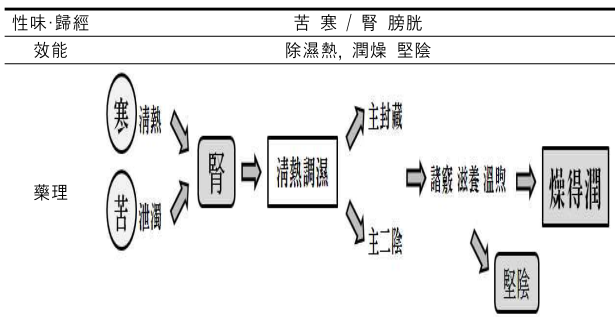 性味·歸經 苦 寒 / 腎 膀胱
效能 除濕熱, 潤燥 堅陰
藥理
寒 淸熱
苦 泄濁
腎
淸熱調濕
主封藏
主二陰
諸竅 滋養 溫煦
燥得潤
堅陰